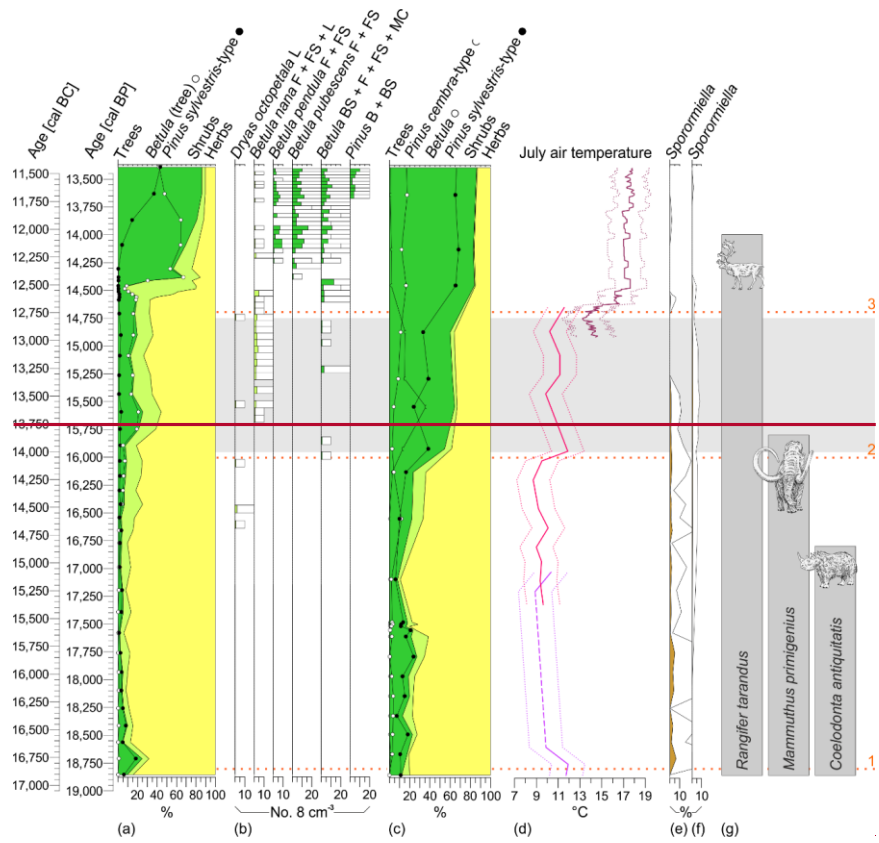 Age [cal BC]
Age [cal BP]
Trees
Betula (tree) ○
Pinus sylvestris-type ●
Shrubs
Herbs
Dryas octopetala L
Betula nana F + FS + L
Betula pendula F + FS
Betula pubescens F + FS
Betula BS + F + FS + MC
Pinus B + BS
Trees
Pinus cembra-type
Betula ○
Pinus sylvestris-type ●
Shrubs
Herbs
July air temperature
Sporormiella
Sporormiella
11,500
11,750
12,000
12,250
12,500
12,750
13,000
13,250
13,500
13,750
14,000
14,250
14,500
14,750
15,000
15,250
15,500
15,750
16,000
16,250
16,500
16,750
17,000
13,500
13,750
14,000
14,250
14,500
14,750
15,000
15,250
15,500
15,750
16,000
16,250
16,500
16,750
17,000
17,250
17,500
17,750
18,000
18,250
18,500
18,750
19,000
3
2
1
Rangifer tarandus
Mammuthus primigenius
Coelodonta antiquitatis
0 20 40 60 80 100
10 10 20 10 20 20 20 20
0 20 40 60 80 100
7 9 11 13 15 17 19
10 10
% No. 8 cm⁻³ % °C %
(a) (b) (c) (d) (e) (f) (g)